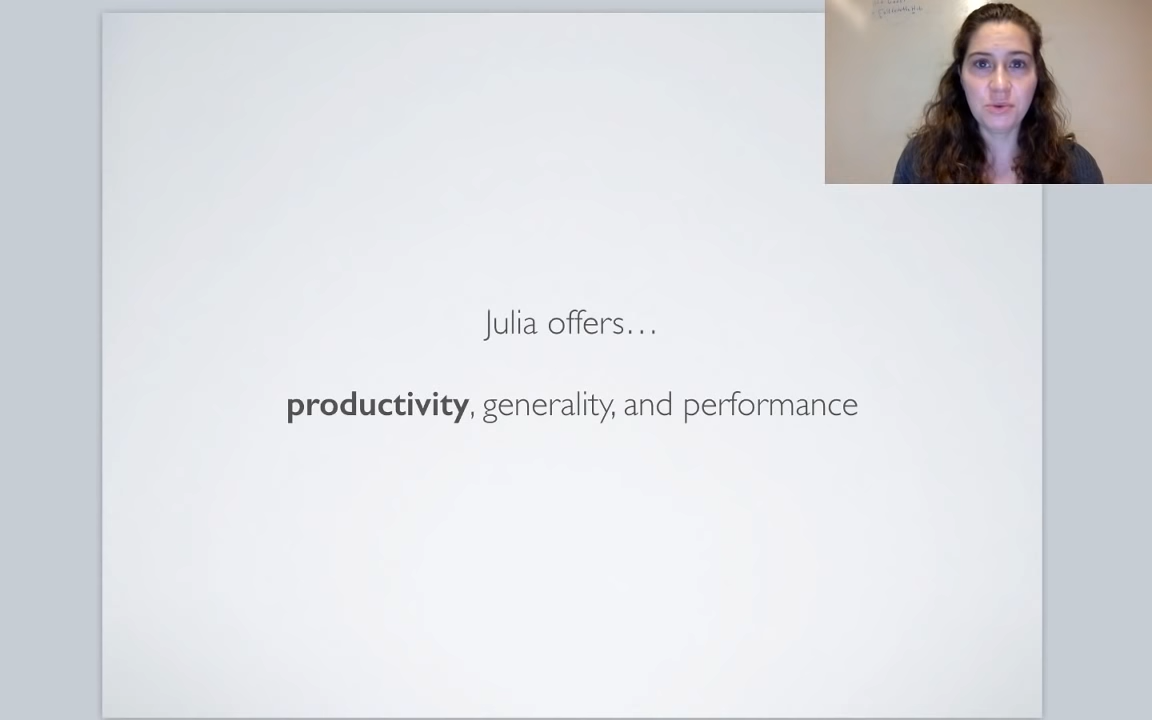 Julia offers…
productivity, generality, and performance